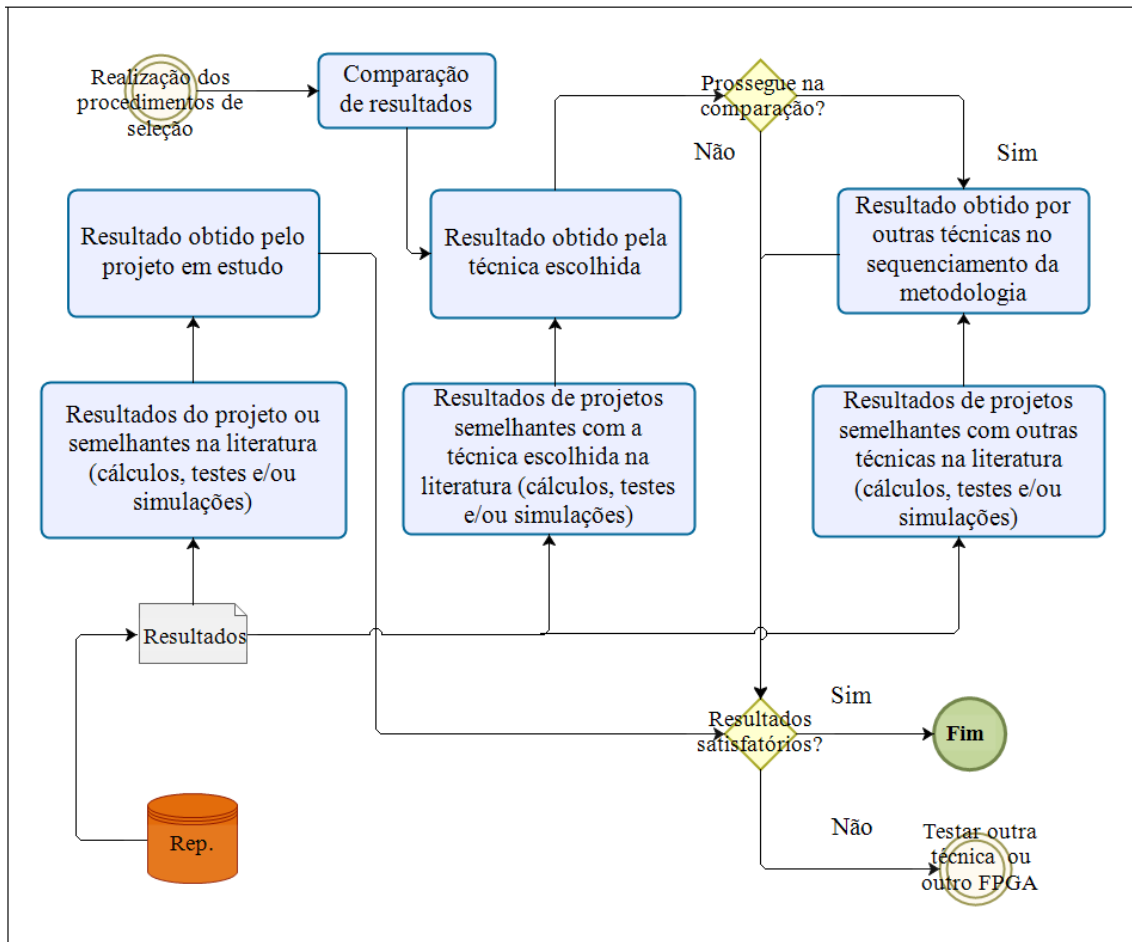 Realização dos
procedimentos de
seleção
Comparação
de resultados
Prossegue na
comparação?
Não
Sim
Resultado obtido pelo
projeto em estudo
Resultado obtido pela
técnica escolhida
Resultado obtido por
outras técnicas no
sequenciamento da
metodologia
Resultados do projeto ou
semelhantes na literatura
(cálculos, testes e/ou
simulações)
Resultados de projetos
semelhantes com a
técnica escolhida na
literatura (cálculos, testes
e/ou simulações)
Resultados de projetos
semelhantes com outras
técnicas na literatura
(cálculos, testes e/ou
simulações)
Resultados
Resultados
satisfatórios?
Sim
Fim
Rep.
Não
Testar outra
técnica ou
outro FPGA